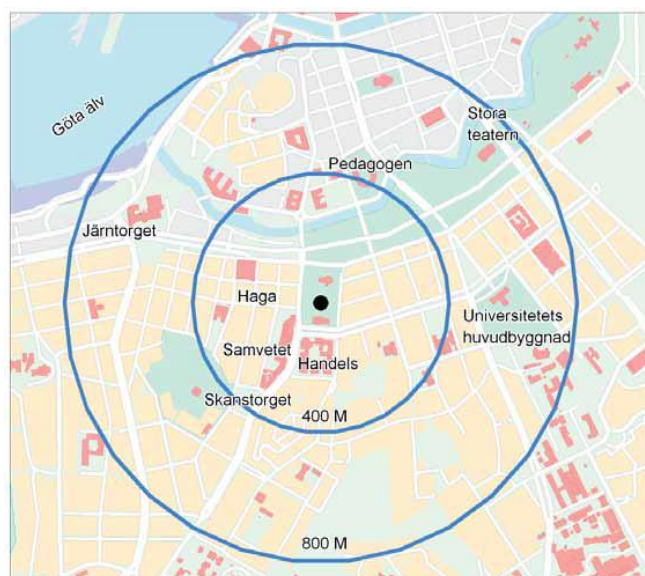 Göta älv
Stora
teatern
Pedagogen
Järntorget
Haga
Universitetets
huvudbyggnad
Samvetet
Handels
Skanstorget
400 M
800 M